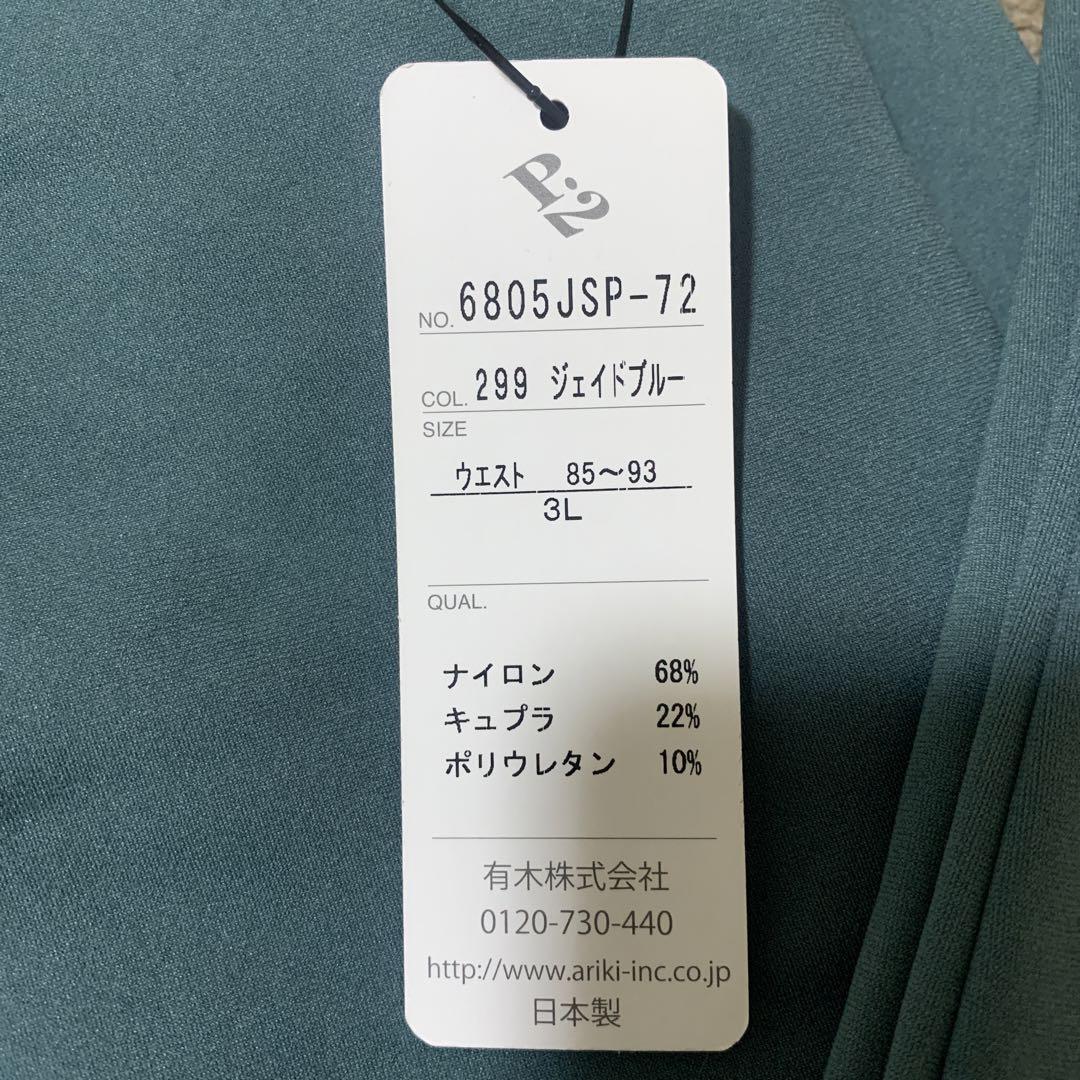 P.2
NO. 6805JSP-72
COL. 299 ジェイドブルー
SIZE
ウエスト 85～93
3L
QUAL.
ナイロン 68%
キュプラ 22%
ポリウレタン 10%
有木株式会社
0120-730-440
http://www.ariki-inc.co.jp
日本製